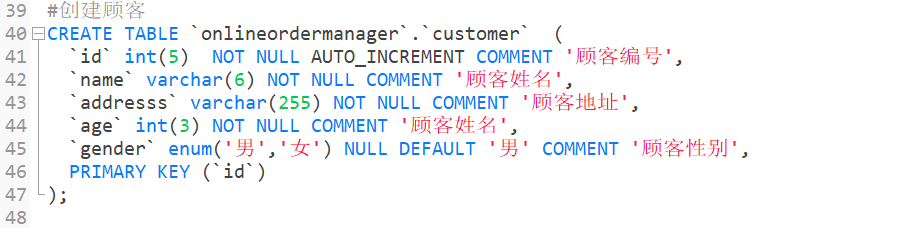 39 #创建顾客
40 CREATE TABLE `onlineordermanager`.`customer`  (
41   `id` int(5)  NOT NULL AUTO_INCREMENT COMMENT '顾客编号',
42   `name` varchar(6) NOT NULL COMMENT '顾客姓名',
43   `addresss` varchar(255) NOT NULL COMMENT '顾客地址',
44   `age` int(3) NOT NULL COMMENT '顾客姓名',
45   `gender` enum('男','女') NULL DEFAULT '男' COMMENT '顾客性别',
46   PRIMARY KEY (`id`)
47 );
48